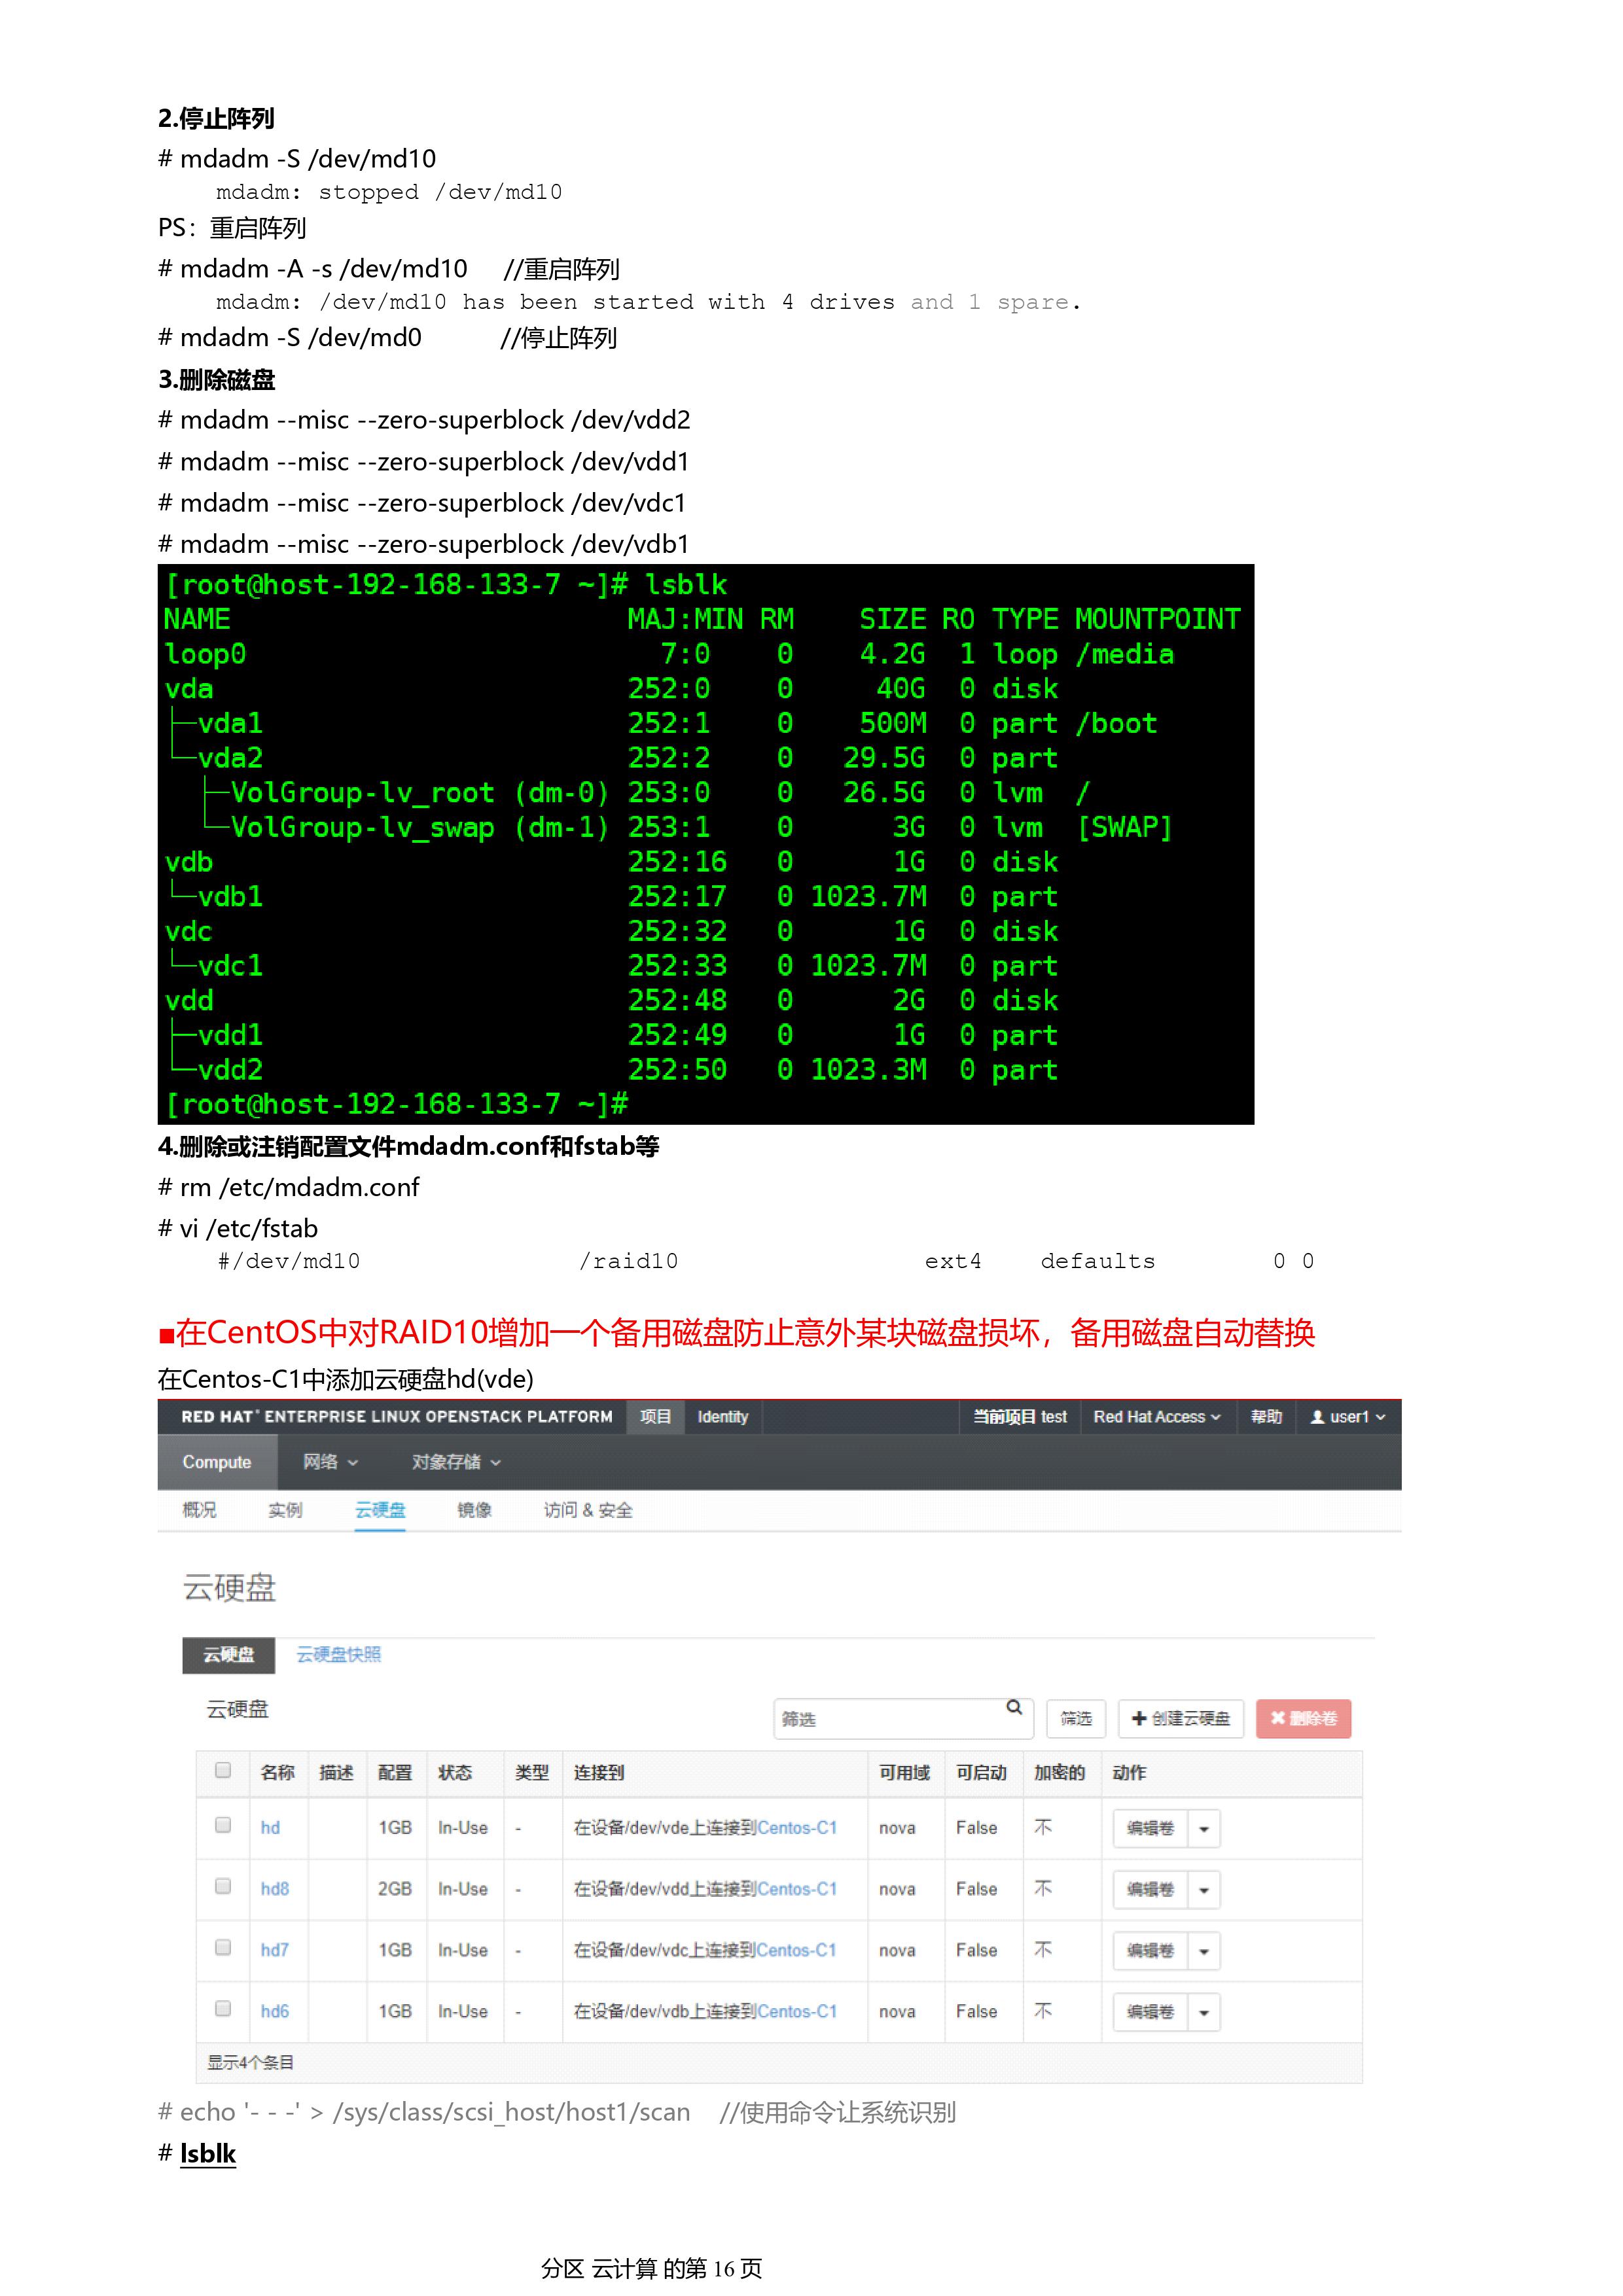 2.停止阵列
# mdadm -S /dev/md10
mdadm: stopped /dev/md10
PS：重启阵列
# mdadm -A -s /dev/md10 //重启阵列
mdadm: /dev/md10 has been started with 4 drives and 1 spare.
# mdadm -S /dev/md0 //停止阵列
3.删除磁盘
# mdadm --misc --zero-superblock /dev/vdd2
# mdadm --misc --zero-superblock /dev/vdd1
# mdadm --misc --zero-superblock /dev/vdc1
# mdadm --misc --zero-superblock /dev/vdb1
[root@host-192-168-133-7 ~]# lsblk
NAME MAJ:MIN RM SIZE RO TYPE MOUNTPOINT
loop0 7:0 0 4.2G 1 loop /media
vda 252:0 0 40G 0 disk
├─vda1 252:1 0 500M 0 part /boot
└─vda2 252:2 0 29.5G 0 part
├─VolGroup-lv_root (dm-0) 253:0 0 26.5G 0 lvm /
└─VolGroup-lv_swap (dm-1) 253:1 0 3G 0 lvm [SWAP]
vdb 252:16 0 1G 0 disk
└─vdb1 252:17 0 1023.7M 0 part
vdc 252:32 0 1G 0 disk
└─vdc1 252:33 0 1023.7M 0 part
vdd 252:48 0 2G 0 disk
├─vdd1 252:49 0 1G 0 part
└─vdd2 252:50 0 1023.3M 0 part
[root@host-192-168-133-7 ~]#
4.删除或注销配置文件mdadm.conf和fstab等
# rm /etc/mdadm.conf
# vi /etc/fstab
#/dev/md10 /raid10 ext4 defaults 0 0
■在CentOS中对RAID10增加一个备用磁盘防止意外某块磁盘损坏，备用磁盘自动替换
在Centos-C1中添加云硬盘hd(vde)
RED HAT® ENTERPRISE LINUX OPENSTACK PLATFORM 项目 Identity 当前项目 test Red Hat Access 帮助 user1
Compute 网络 对象存储
概况 实例 云硬盘 镜像 访问 & 安全
云硬盘
云硬盘 云硬盘快照
云硬盘 筛选 筛选 ✚ 创建云硬盘 ✖ 删除卷
名称 描述 配置 状态 类型 连接到 可用域 可启动 加密的 动作
hd 1GB In-Use - 在设备/dev/vde上连接到Centos-C1 nova False 不 编辑卷
hd8 2GB In-Use - 在设备/dev/vdd上连接到Centos-C1 nova False 不 编辑卷
hd7 1GB In-Use - 在设备/dev/vdc上连接到Centos-C1 nova False 不 编辑卷
hd6 1GB In-Use - 在设备/dev/vdb上连接到Centos-C1 nova False 不 编辑卷
显示4个条目
# echo '- - -' > /sys/class/scsi_host/host1/scan //使用命令让系统识别
# lsblk
分区 云计算 的第 16 页